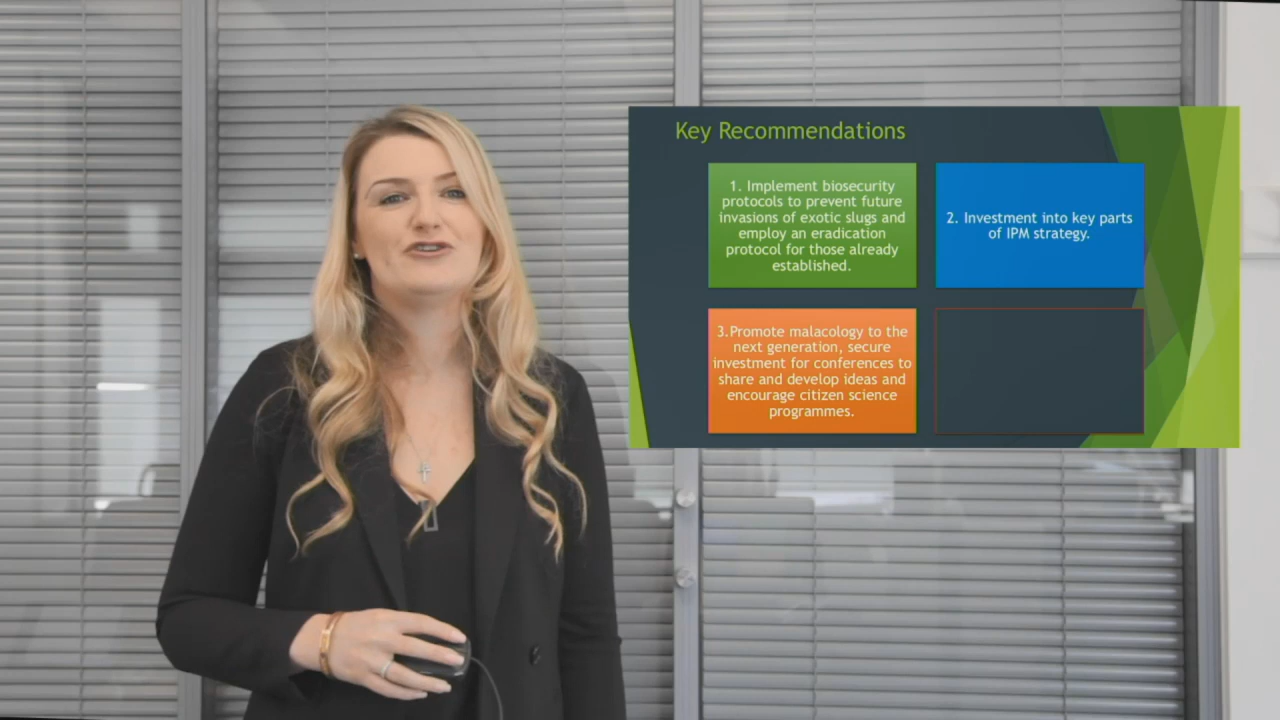 Key Recommendations
1. Implement biosecurity
protocols to prevent future
invasions of exotic slugs and
employ an eradication
protocol for those already
established.
2. Investment into key parts
of IPM strategy.
3.Promote malacology to the
next generation, secure
investment for conferences to
share and develop ideas and
encourage citizen science
programmes.